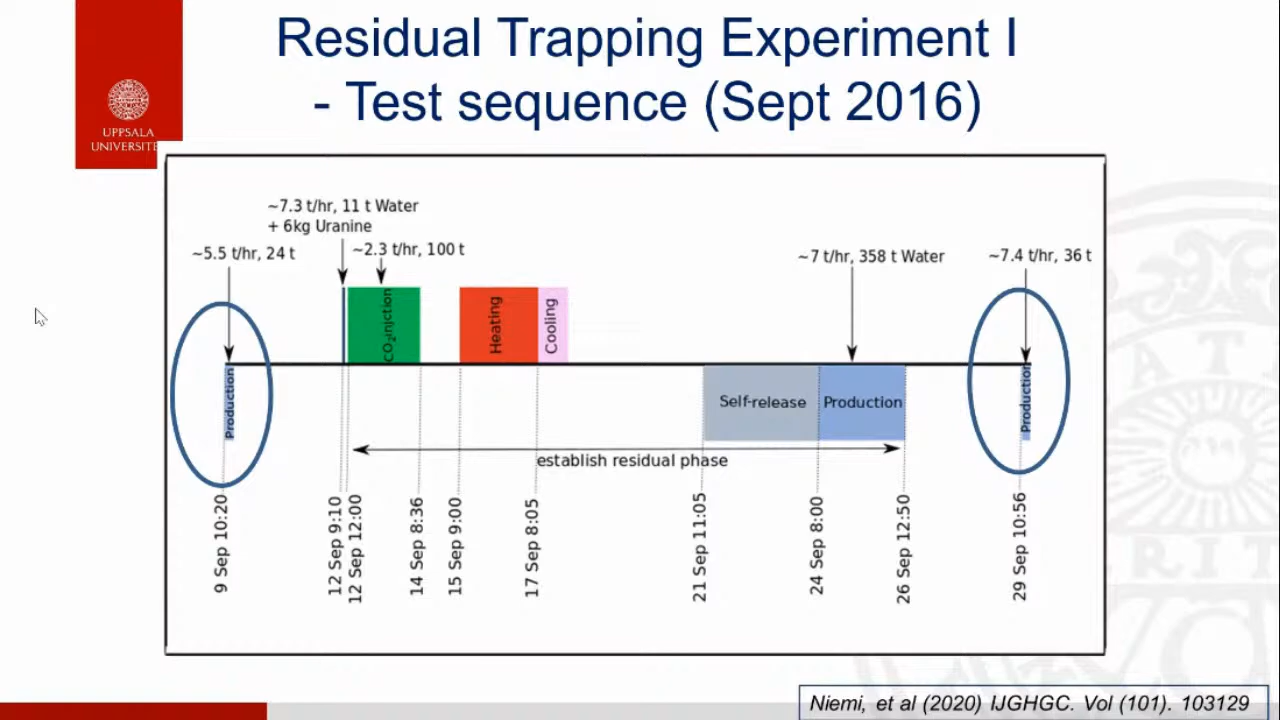 Residual Trapping Experiment I
- Test sequence (Sept 2016)
UPPSALA
UNIVERSITE
~7.3 t/hr, 11 t Water
+ 6kg Uranine
~5.5 t/hr, 24 t
~2.3 t/hr, 100 t
~7 t/hr, 358 t Water
~7.4 t/hr, 36 t
CO2injction
Heating
Cooling
Production
Self-release
Production
Production
establish residual phase
9 Sep 10:20
12 Sep 9:10
12 Sep 12:00
14 Sep 8:36
15 Sep 9:00
17 Sep 8:05
21 Sep 11:05
24 Sep 8:00
26 Sep 12:50
29 Sep 10:56
Niemi, et al (2020) IJGHGC. Vol (101). 103129